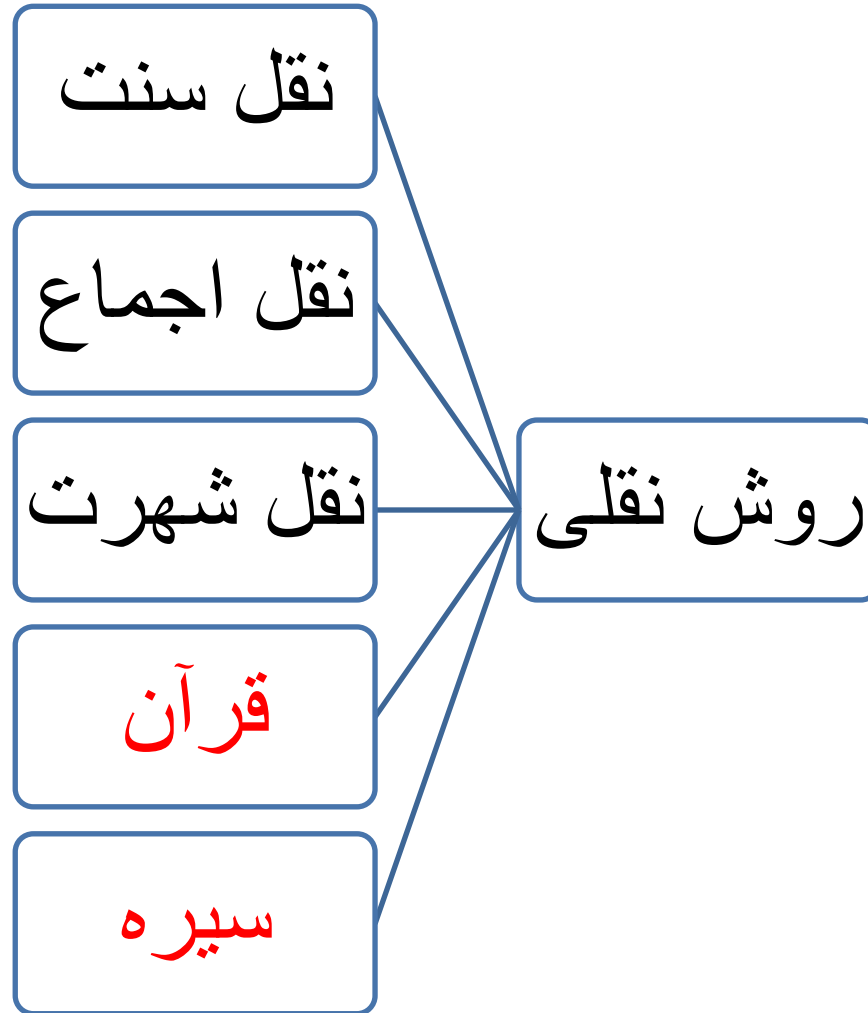 روش نقلی
نقل سنت
نقل اجماع
نقل شهرت
قرآن
سیره